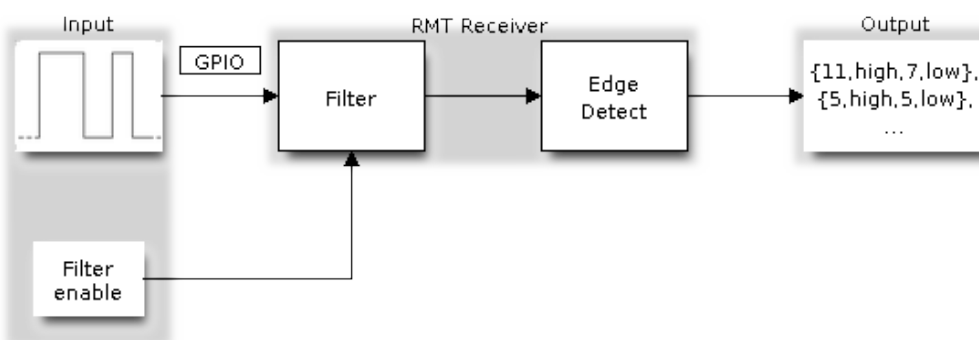 Input
RMT Receiver
Output
GPIO
Filter
Edge
Detect
{11,high,7,low},
{5,high,5,low},
...
Filter
enable